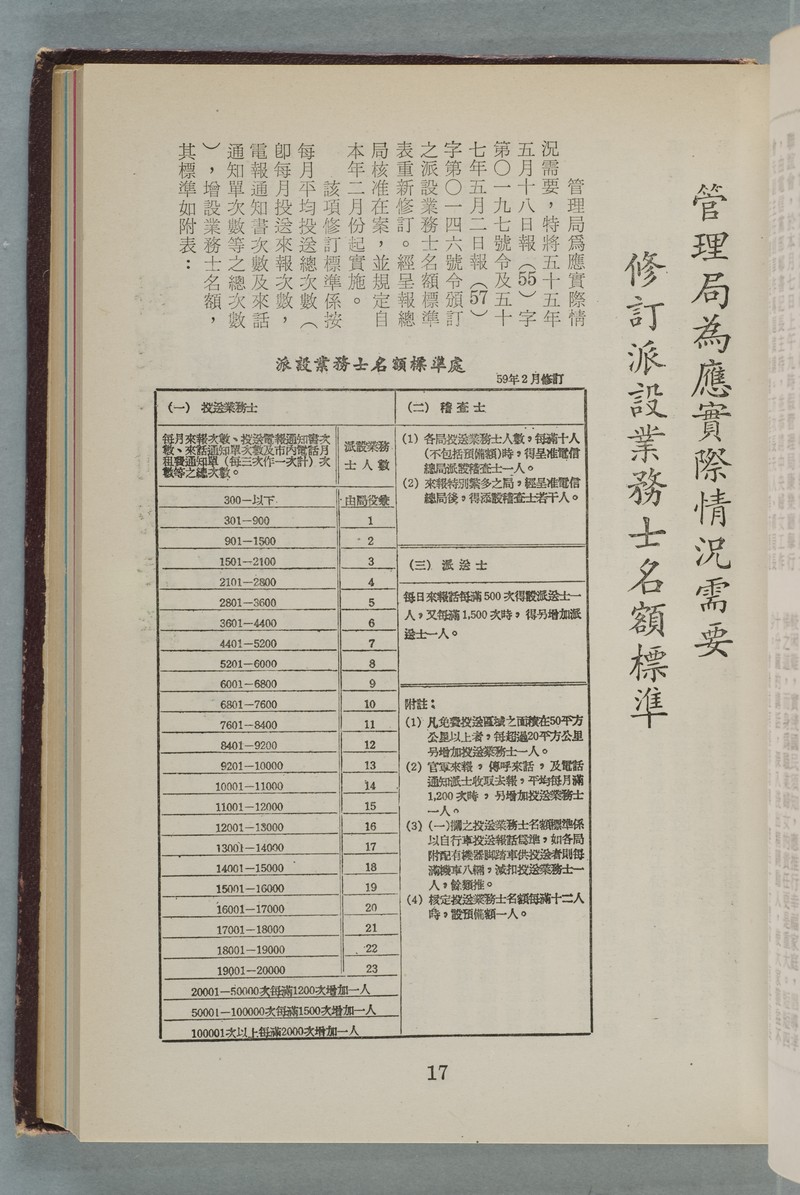 管理局為應實際情況需要
修訂派設業務士名額標準
管理局爲應實際情
況需要，特將五十五年
五月十八日報（55）字
第〇一九七號令及五十
七年五月二日報（57）
字第〇一四六號令頒訂
之派設業務士名額標準
表重新修訂。經呈報總
局核准在案，並規定自
本年二月份起實施。
該項修訂標準係按
每月平均投送總次數（
卽每月投送來報次數，
電報通知書次數及來話
通知單次數等之總次數
），增設業務士名額，
其標準如附表：
派設業務士名額標準處
59年2月修訂
（一） 投送業務士
每月來報次數、投送電報通知書次
數、來話通知單次數及市內電話月
租費通知單（每三次作一次計）次
數等之總次數。
派設業務
士人數
300—以下 由局役兼
301—900 1
901—1500 2
1501—2100 3
2101—2800 4
2801—3600 5
3601—4400 6
4401—5200 7
5201—6000 8
6001—6800 9
6801—7600 10
7601—8400 11
8401—9200 12
9201—10000 13
10001—11000 14
11001—12000 15
12001—13000 16
13001—14000 17
14001—15000 18
15001—16000 19
16001—17000 20
17001—18000 21
18001—19000 22
19001—20000 23
20001—50000次每滿1200次增加一人
50001—100000次每滿1500次增加一人
100001次以上每滿2000次增加一人
（二） 稽查士
(1) 各局投送業務士人數，每滿十人
(不包括預備額)時，得呈准電信
總局派設稽查士一人。
(2) 來報特別繁多之局，經呈准電信
總局後，得添設稽查士若干人。
（三） 派送士
每日來報話每滿500次得設派送士一
人，又每滿1,500次時，得另增加派
送士一人。
附註：
(1) 凡免費投送區域之面積在50平方
公里以上者，每超過20平方公里
另增加投送業務士一人。
(2) 官軍來報，傳呼來話，及電話
通知派士收取去報，平均每月滿
1,200次時，另增加投送業務士
一人。
(3) (一)欄之投送業務士名額標準係
以自行車投送報話爲準，如各局
附配有機器脚踏車供投送者則每
滿機車八輛，減扣投送業務士一
人，餘類推。
(4) 核定投送業務士名額每滿十二人
時，設預備額一人。
17